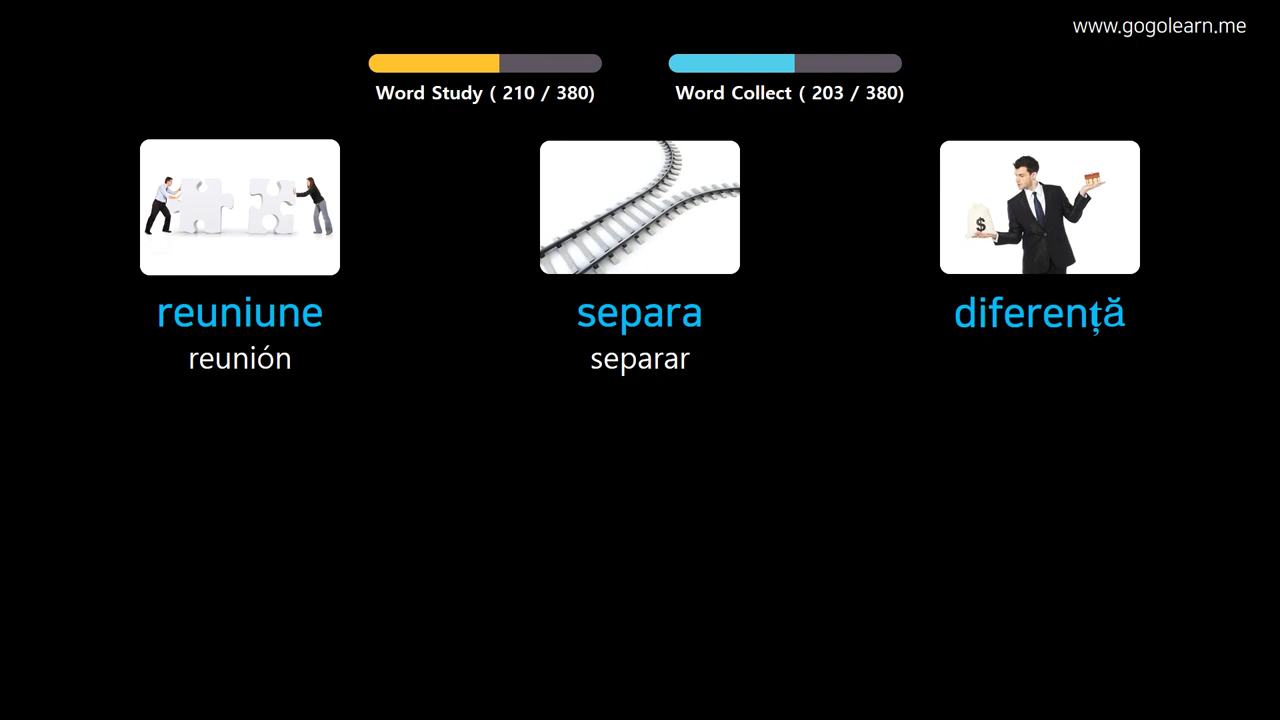 www.gogolearn.me
Word Study ( 210 / 380)
Word Collect ( 203 / 380)
$
reuniune
separa
diferență
reunión
separar